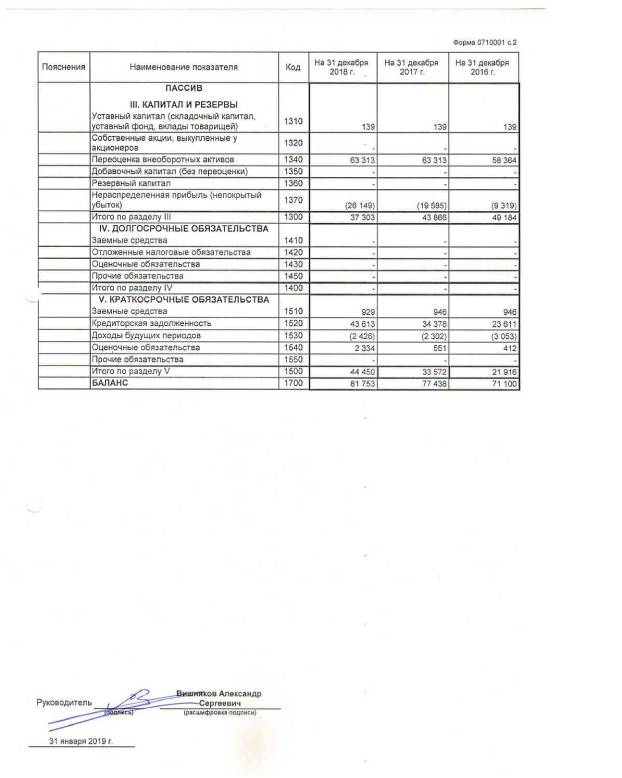 Форма 0710001 с.2
Пояснения Наименование показателя Код На 31 декабря 2018 г. На 31 декабря 2017 г. На 31 декабря 2016 г.
ПАССИВ
III. КАПИТАЛ И РЕЗЕРВЫ
Уставный капитал (складочный капитал,
уставный фонд, вклады товарищей) 1310 139 139 139
Собственные акции, выкупленные у
акционеров 1320 - - -
Переоценка внеоборотных активов 1340 63 313 63 313 58 364
Добавочный капитал (без переоценки) 1350 - - -
Резервный капитал 1360 - - -
Нераспределенная прибыль (непокрытый
убыток) 1370 (26 149) (19 585) (9 319)
Итого по разделу III 1300 37 303 43 866 49 184
IV. ДОЛГОСРОЧНЫЕ ОБЯЗАТЕЛЬСТВА
Заемные средства 1410 - - -
Отложенные налоговые обязательства 1420 - - -
Оценочные обязательства 1430 - - -
Прочие обязательства 1450 - - -
Итого по разделу IV 1400 - - -
V. КРАТКОСРОЧНЫЕ ОБЯЗАТЕЛЬСТВА
Заемные средства 1510 929 946 946
Кредиторская задолженность 1520 43 613 34 378 23 611
Доходы будущих периодов 1530 (2 426) (2 302) (3 053)
Оценочные обязательства 1540 2 334 551 412
Прочие обязательства 1550 - - -
Итого по разделу V 1500 44 450 33 572 21 916
БАЛАНС 1700 81 753 77 438 71 100
Вишняков Александр
Руководитель Сергеевич
(подпись) (расшифровка подписи)
31 января 2019 г.